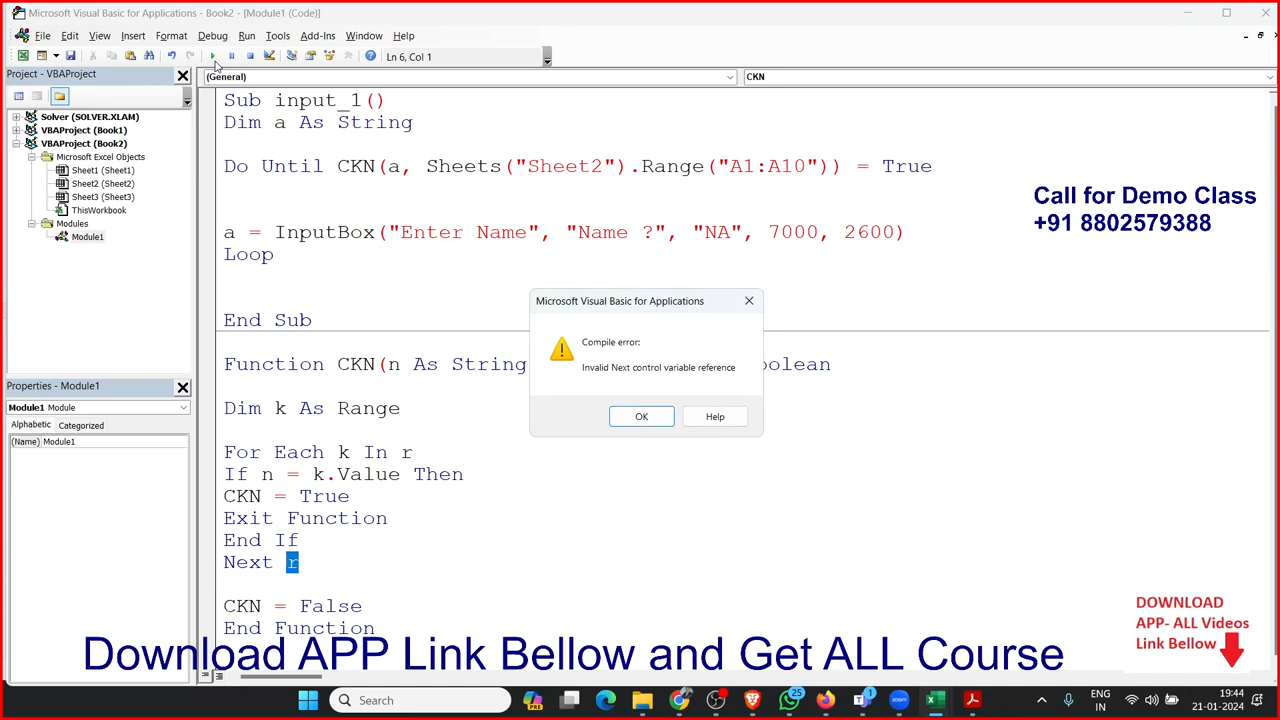 Microsoft Visual Basic for Applications - Book2 - [Module1 (Code)]
File Edit View Insert Format Debug Run Tools Add-Ins Window Help
Ln 6, Col 1
Project - VBAProject
(General)
CKN
Solver (SOLVER.XLAM)
VBAProject (Book1)
VBAProject (Book2)
Microsoft Excel Objects
Sheet1 (Sheet1)
Sheet2 (Sheet2)
Sheet3 (Sheet3)
ThisWorkbook
Modules
Module1
Properties - Module1
Module1 Module
Alphabetic Categorized
(Name) Module1
Sub input_1()
Dim a As String
Do Until CKN(a, Sheets("Sheet2").Range("A1:A10")) = True
a = InputBox("Enter Name", "Name ?", "NA", 7000, 2600)
Loop
End Sub
Function CKN(n As String
oolean
Dim k As Range
For Each k In r
If n = k.Value Then
CKN = True
Exit Function
End If
Next r
CKN = False
End Function
Call for Demo Class
+91 8802579388
Microsoft Visual Basic for Applications
Compile error:
Invalid Next control variable reference
OK
Help
DOWNLOAD
APP- ALL Videos
Link Bellow
Download APP Link Bellow and Get ALL Course
Search
PRE
25
1
zoom
ENG
IN
19:44
21-01-2024